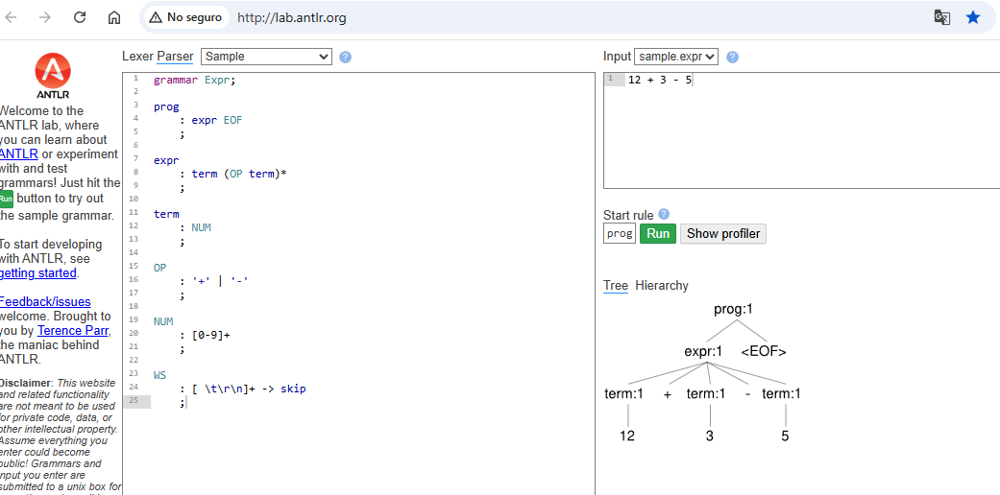 No seguro http://lab.antlr.org
ANTLR
Welcome to the
ANTLR lab, where
you can learn about
ANTLR or experiment
with and test
grammars! Just hit the
Run button to try out
the sample grammar.
To start developing
with ANTLR, see
getting started.
Feedback/issues
welcome. Brought to
you by Terence Parr,
the maniac behind
ANTLR.
Disclaimer: This website
and related functionality
are not meant to be used
for private code, data, or
other intellectual property.
Assume everything you
enter could become
public! Grammars and
input you enter are
submitted to a unix box for
Lexer Parser Sample ?
1 grammar Expr;
2
3 prog
4 : expr EOF
5 ;
6
7 expr
8 : term (OP term)*
9 ;
10
11 term
12 : NUM
13 ;
14
15 OP
16 : '+' | '-'
17 ;
18
19 NUM
20 : [0-9]+
21 ;
22
23 WS
24 : [ \t\r\n]+ -> skip
25 ;
Input sample.expr ?
1 12 + 3 - 5
Start rule ?
prog Run Show profiler
Tree Hierarchy
prog:1
expr:1 <EOF>
term:1 + term:1 - term:1
12 3 5